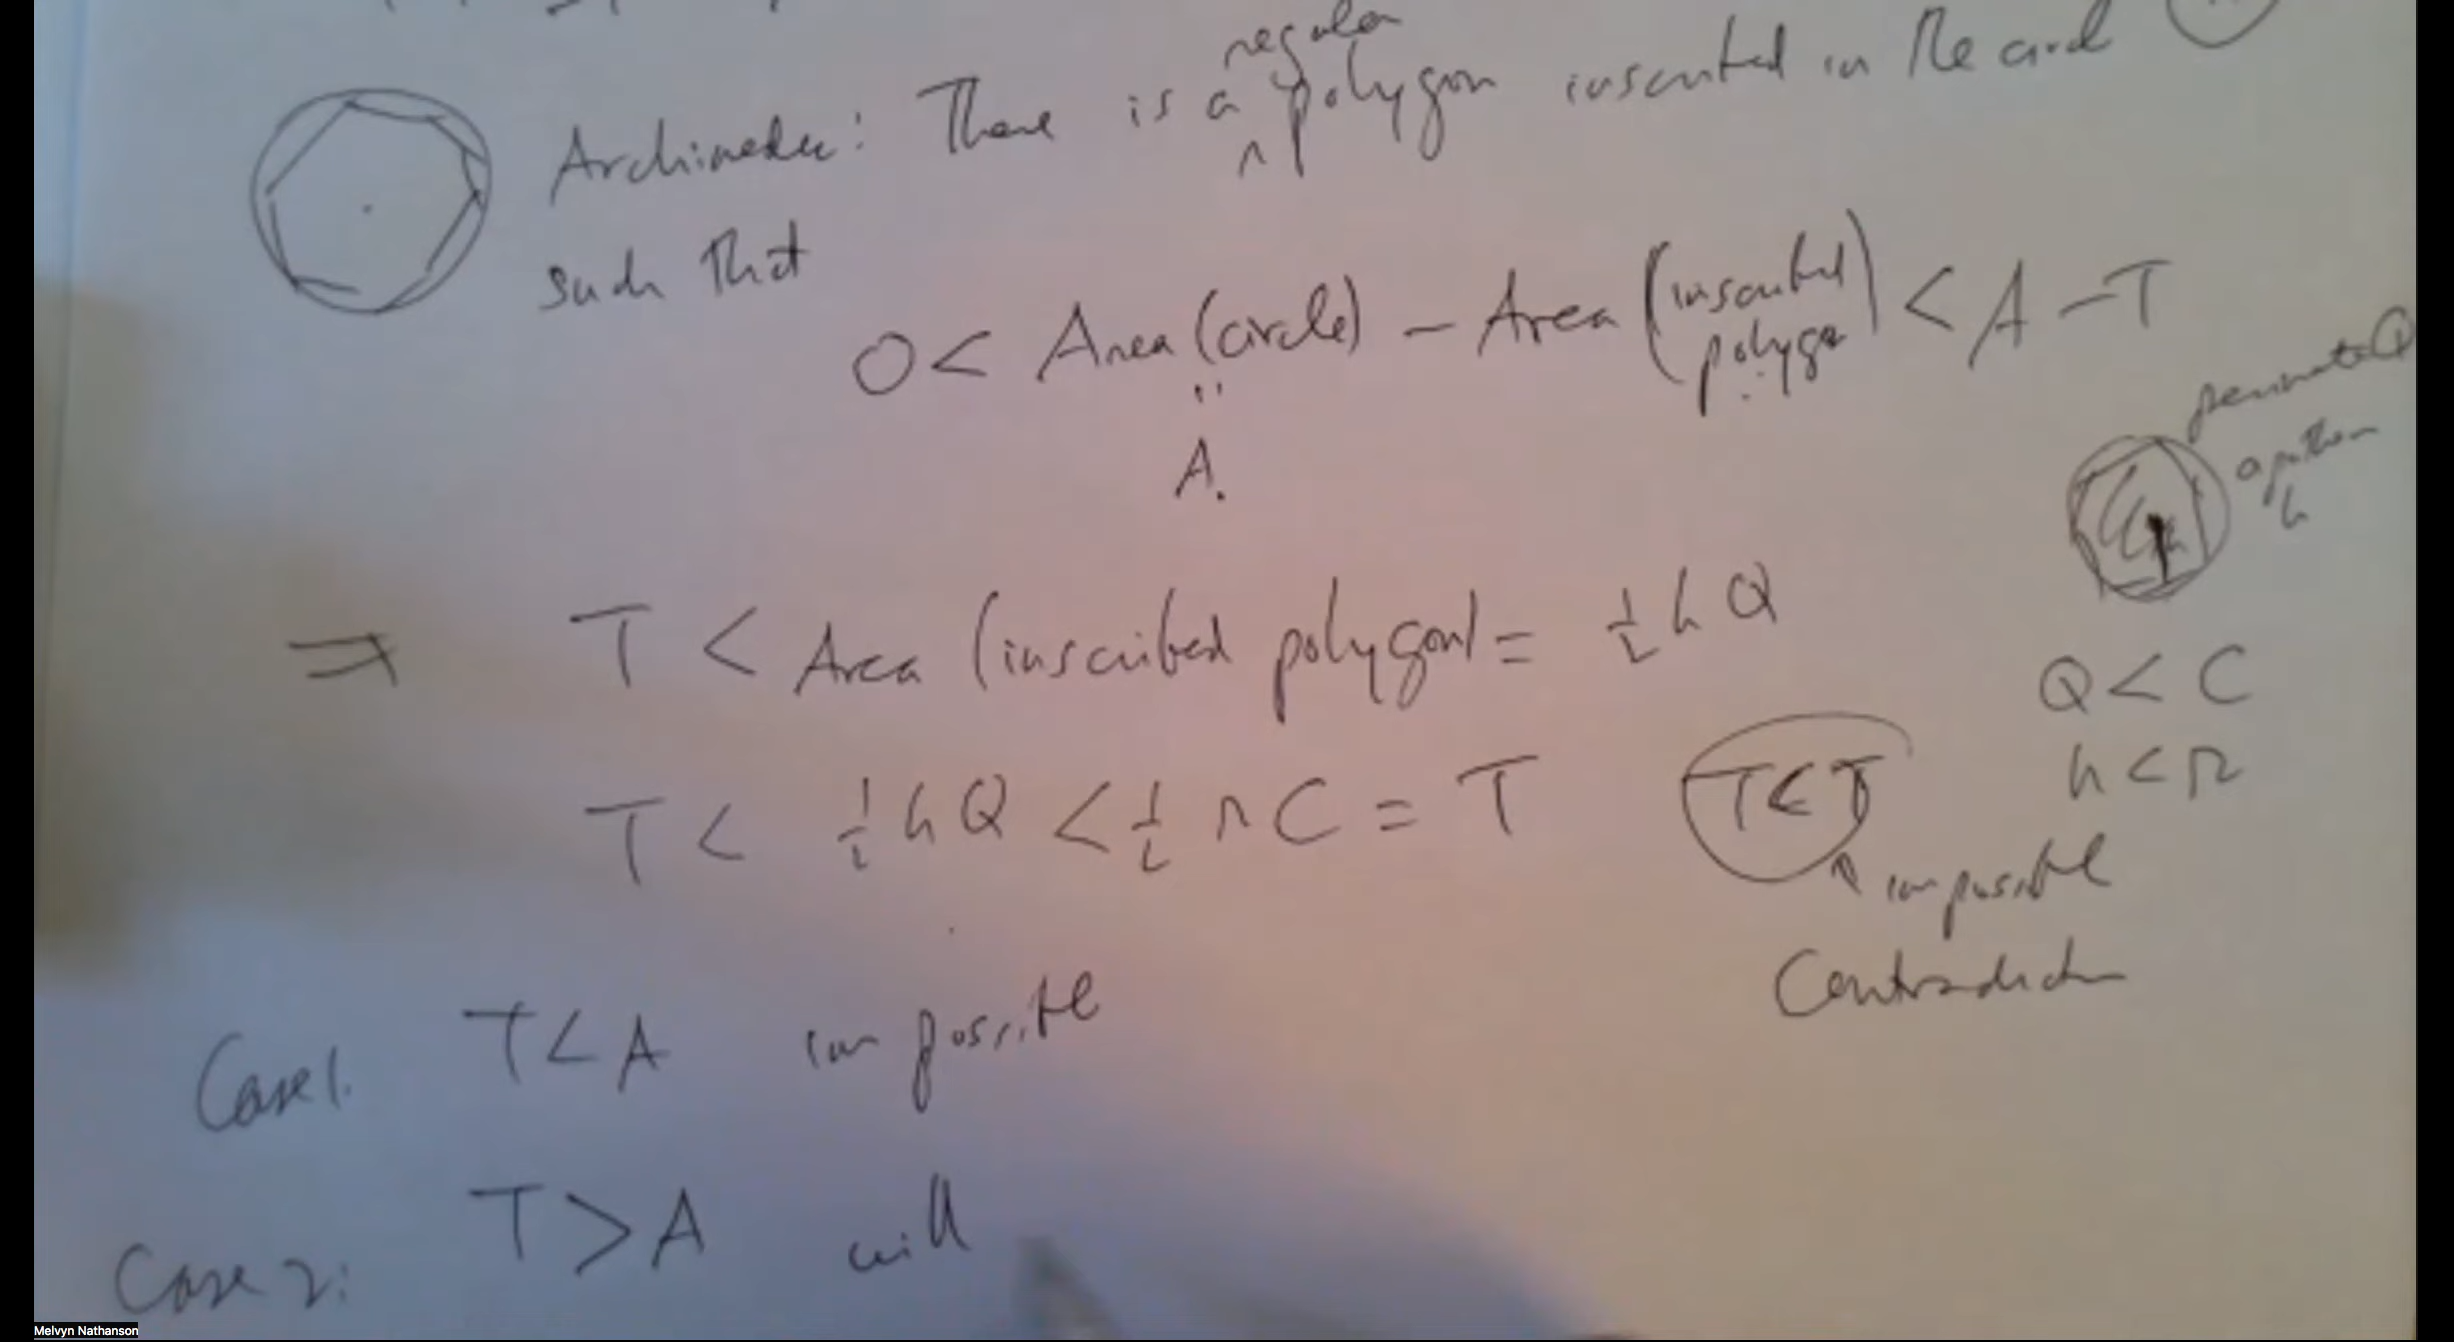 regular
Archimedes: There is a ^ polygon inscribed in the circle
such that
0 < Area (circle) - Area (inscribed polygon) < A - T
"
A.
perimeter Q
apothem
h
⇒ T < Area (inscribed polygon) = 1/2 h Q
Q < C
h < r
T < 1/2 h Q < 1/2 r C = T
T < T
↑ impossible
Contradiction
Case 1. T < A impossible
Case 2: T > A will
Melvyn Nathanson